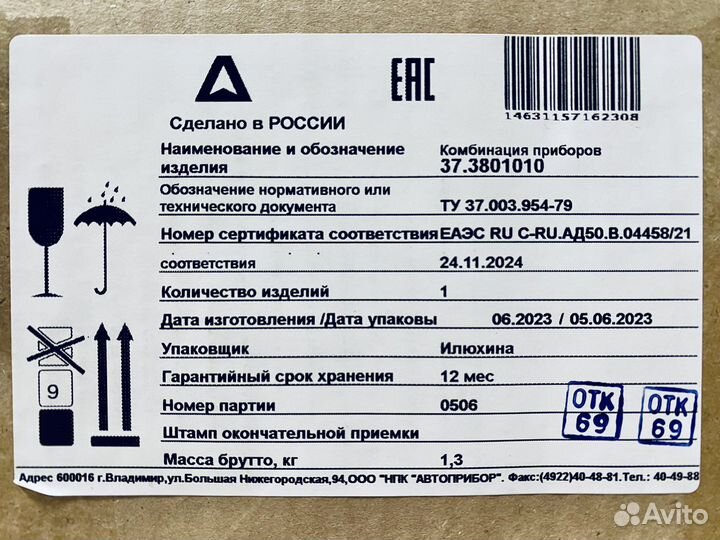 ЕАС
14631157162308
Сделано в РОССИИ
Наименование и обозначение изделия
Комбинация приборов
37.3801010
Обозначение нормативного или технического документа
ТУ 37.003.954-79
Номер сертификата соответствия ЕАЭС RU C-RU.АД50.В.04458/21
соответствия 24.11.2024
Количество изделий 1
Дата изготовления /Дата упаковы 06.2023 / 05.06.2023
Упаковщик Илюхина
Гарантийный срок хранения 12 мес
9
Номер партии 0506
ОТК
69
ОТК
69
Штамп окончательной приемки
Масса брутто, кг 1,3
Адрес 600016 г.Владимир,ул.Большая Нижегородская,94,ООО "НПК "АВТОПРИБОР". Факс:(4922)40-48-81.Тел.: 40-49-88
Avito